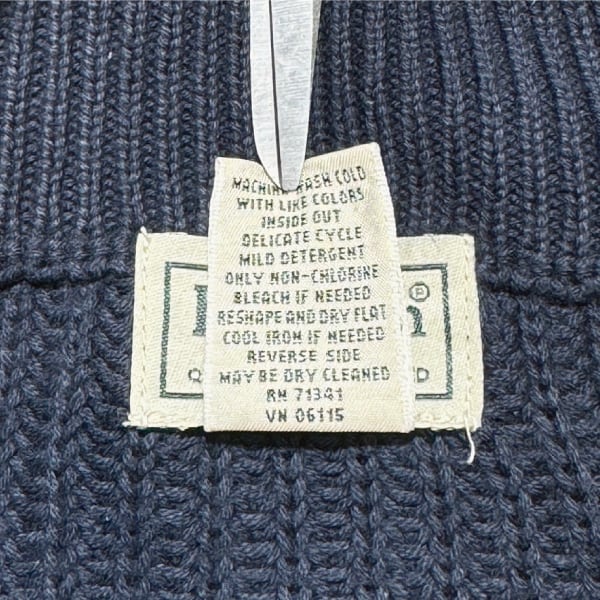 MACHINE WASH COLD
WITH LIKE COLORS
INSIDE OUT
DELICATE CYCLE
MILD DETERGENT
ONLY NON-CHLORINE
BLEACH IF NEEDED
RESHAPE AND DRY FLAT
COOL IRON IF NEEDED
REVERSE SIDE
MAY BE DRY CLEANED
RN 71341
VN 06115